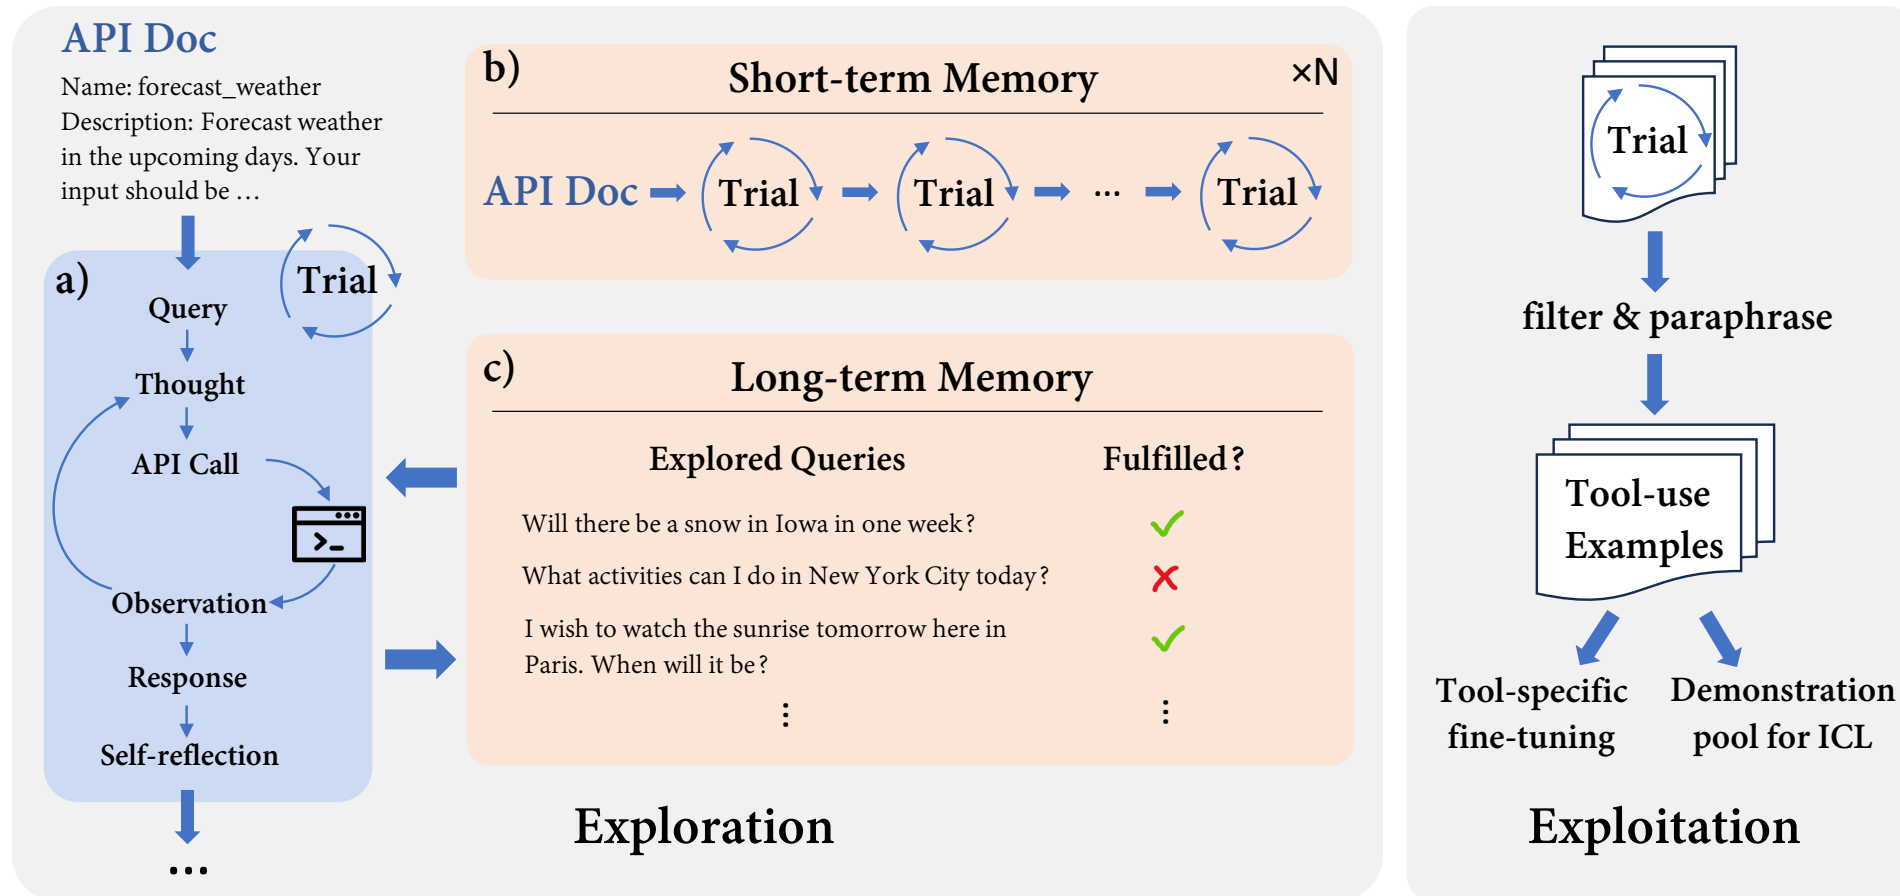 API Doc
Name: forecast_weather
Description: Forecast weather
in the upcoming days. Your
input should be ...
a)
Trial
Query
Thought
API Call
>_
Observation
Response
Self-reflection
...
b)
Short-term Memory
×N
API Doc
Trial
Trial
...
Trial
c)
Long-term Memory
Explored Queries
Fulfilled?
Will there be a snow in Iowa in one week?
What activities can I do in New York City today?
I wish to watch the sunrise tomorrow here in
Paris. When will it be?
⋮
⋮
Exploration
Trial
filter & paraphrase
Tool-use
Examples
Tool-specific
fine-tuning
Demonstration
pool for ICL
Exploitation